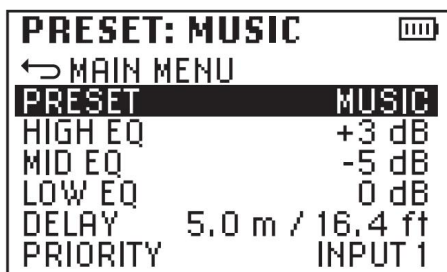 PRESET: MUSIC
MAIN MENU
PRESET MUSIC
HIGH EQ +3 dB
MID EQ -5 dB
LOW EQ 0 dB
DELAY 5.0 m / 16.4 ft
PRIORITY INPUT 1